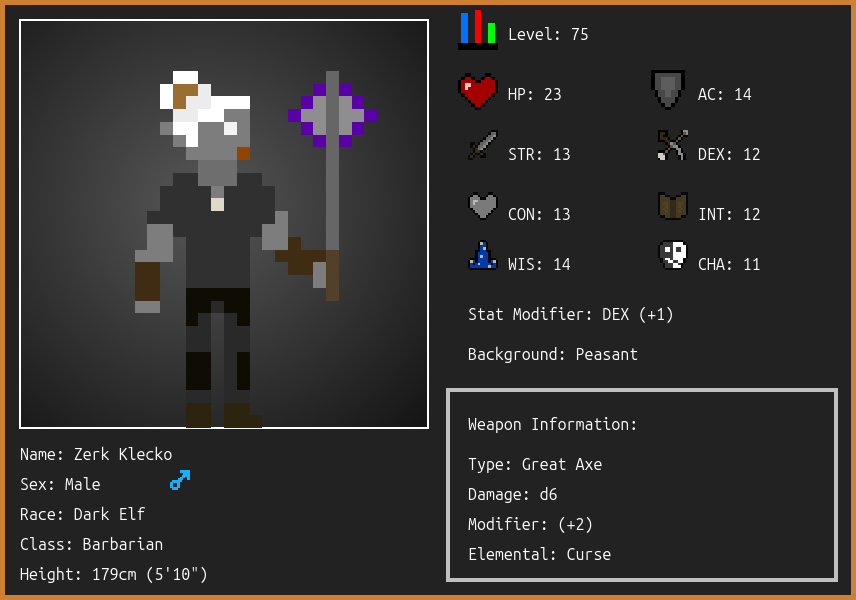 Level: 75
HP: 23
AC: 14
STR: 13
DEX: 12
CON: 13
INT: 12
WIS: 14
CHA: 11
Stat Modifier: DEX (+1)
Background: Peasant
Weapon Information:
Type: Great Axe
Damage: d6
Modifier: (+2)
Elemental: Curse
Name: Zerk Klecko
Sex: Male
Race: Dark Elf
Class: Barbarian
Height: 179cm (5'10")